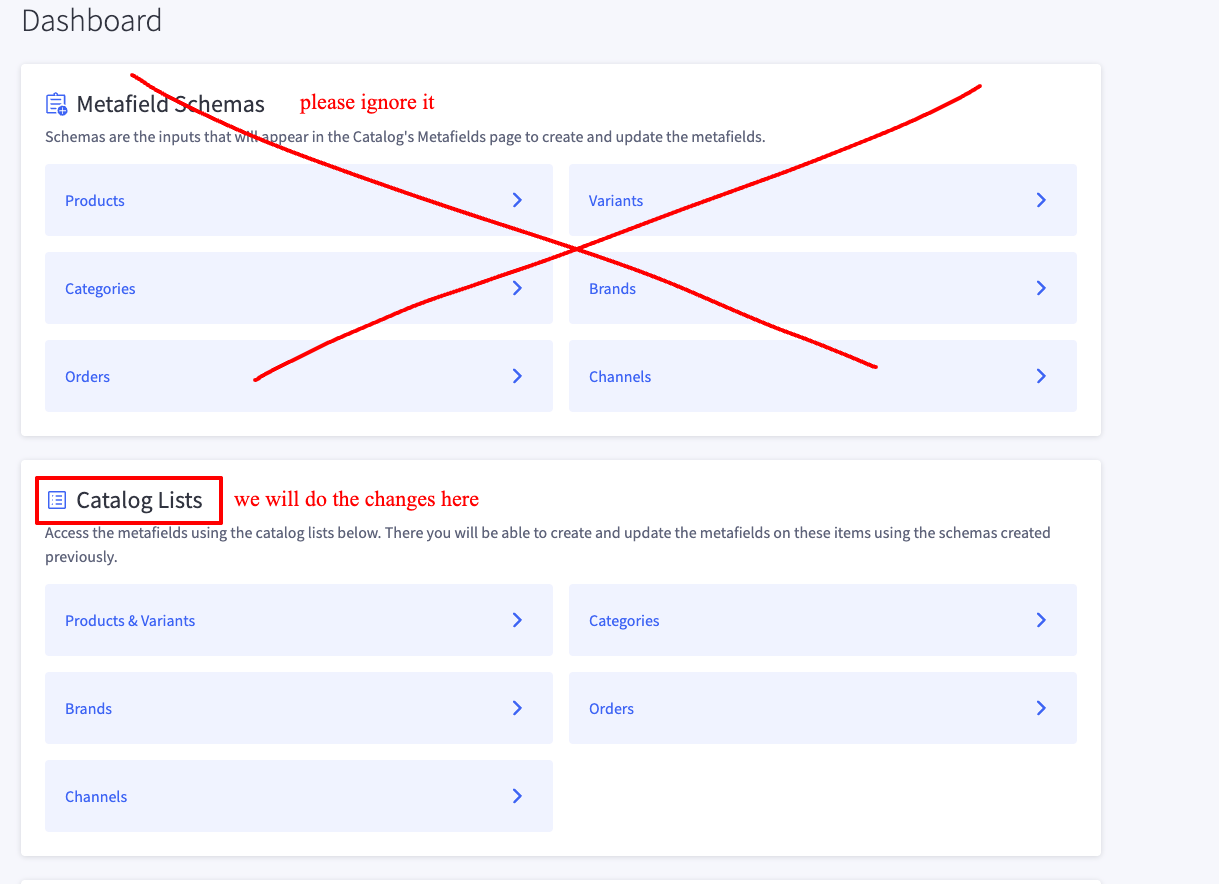 Dashboard
Metafield Schemas please ignore it
Schemas are the inputs that will appear in the Catalog's Metafields page to create and update the metafields.
Products
Variants
Categories
Brands
Orders
Channels
Catalog Lists we will do the changes here
Access the metafields using the catalog lists below. There you will be able to create and update the metafields on these items using the schemas created
previously.
Products & Variants
Categories
Brands
Orders
Channels